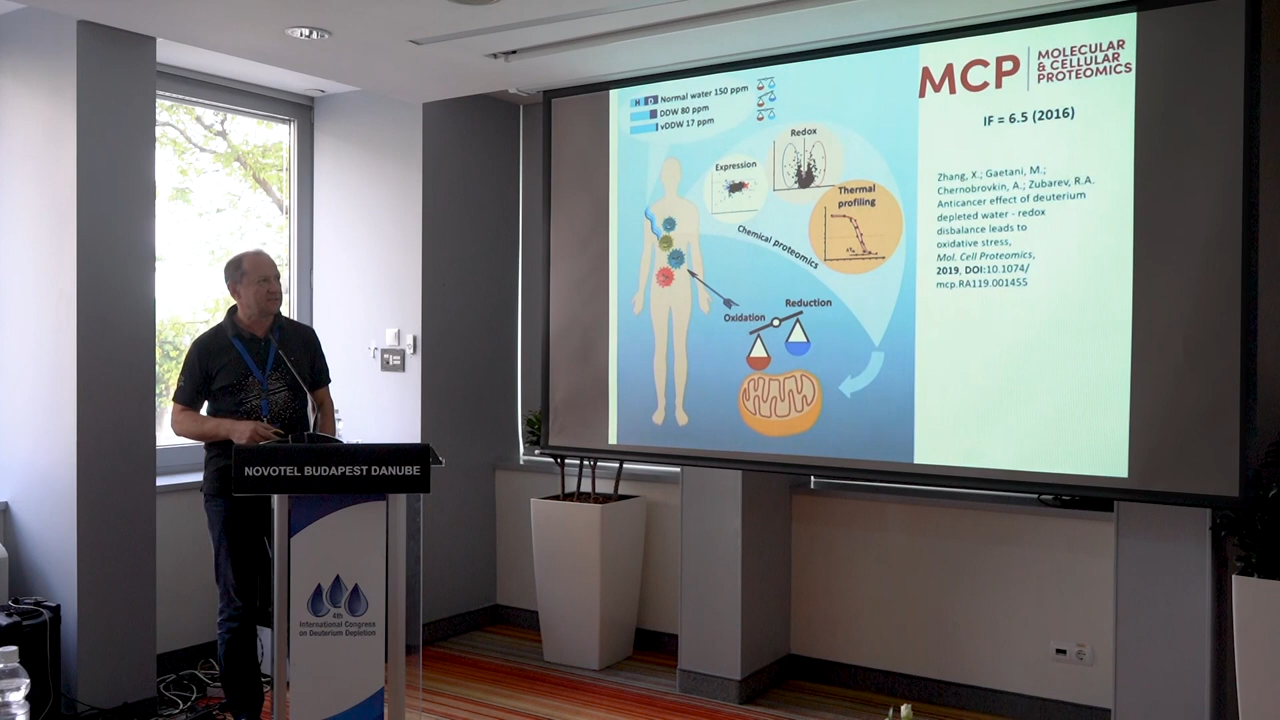 H D Normal water 150 ppm
DDW 80 ppm
vDDW 17 ppm
Expression
Redox
Thermal
profiling
Chemical proteomics
Oxidation
Reduction
MCP
MOLECULAR
& CELLULAR
PROTEOMICS
IF = 6.5 (2016)
Zhang, X.; Gaetani, M.;
Chernobrovkin, A.; Zubarev, R.A.
Anticancer effect of deuterium
depleted water - redox
disbalance leads to
oxidative stress,
Mol. Cell Proteomics,
2019, DOI:10.1074/
mcp.RA119.001455
NOVOTEL BUDAPEST DANUBE
4th
International Congress
on Deuterium Depletion